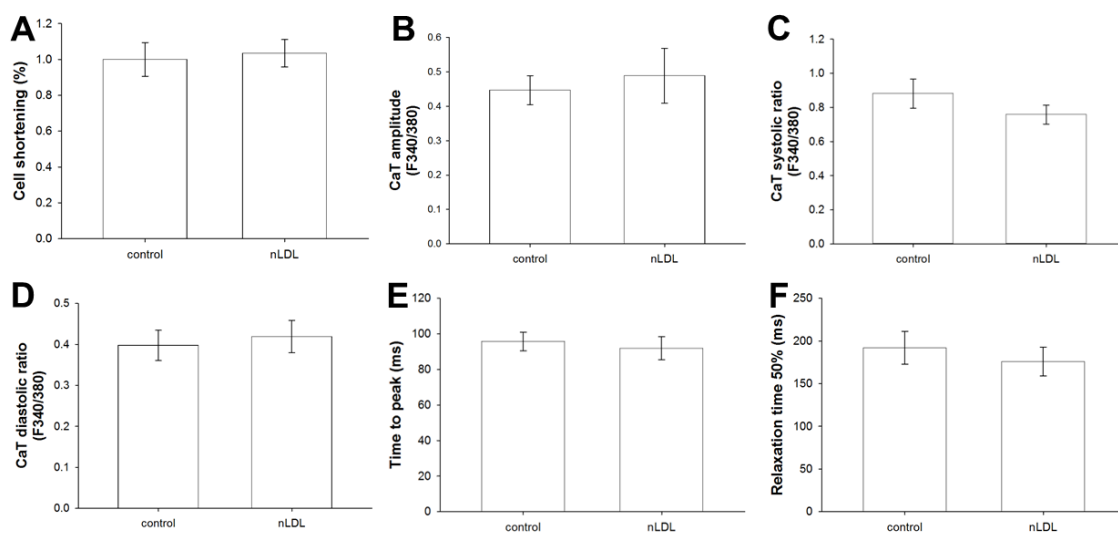 A
Cell shortening (%)
1.2
1.0
0.8
0.6
0.4
0.2
0.0
control
nLDL
B
CaT amplitude
(F340/380)
0.6
0.5
0.4
0.3
0.2
0.1
0.0
control
nLDL
C
CaT systolic ratio
(F340/380)
1.2
1.0
0.8
0.6
0.4
0.2
0.0
control
nLDL
D
CaT diastolic ratio
(F340/380)
0.5
0.4
0.3
0.2
0.1
0.0
control
nLDL
E
Time to peak (ms)
120
100
80
60
40
20
0
control
nLDL
F
Relaxation time 50% (ms)
250
200
150
100
50
0
control
nLDL